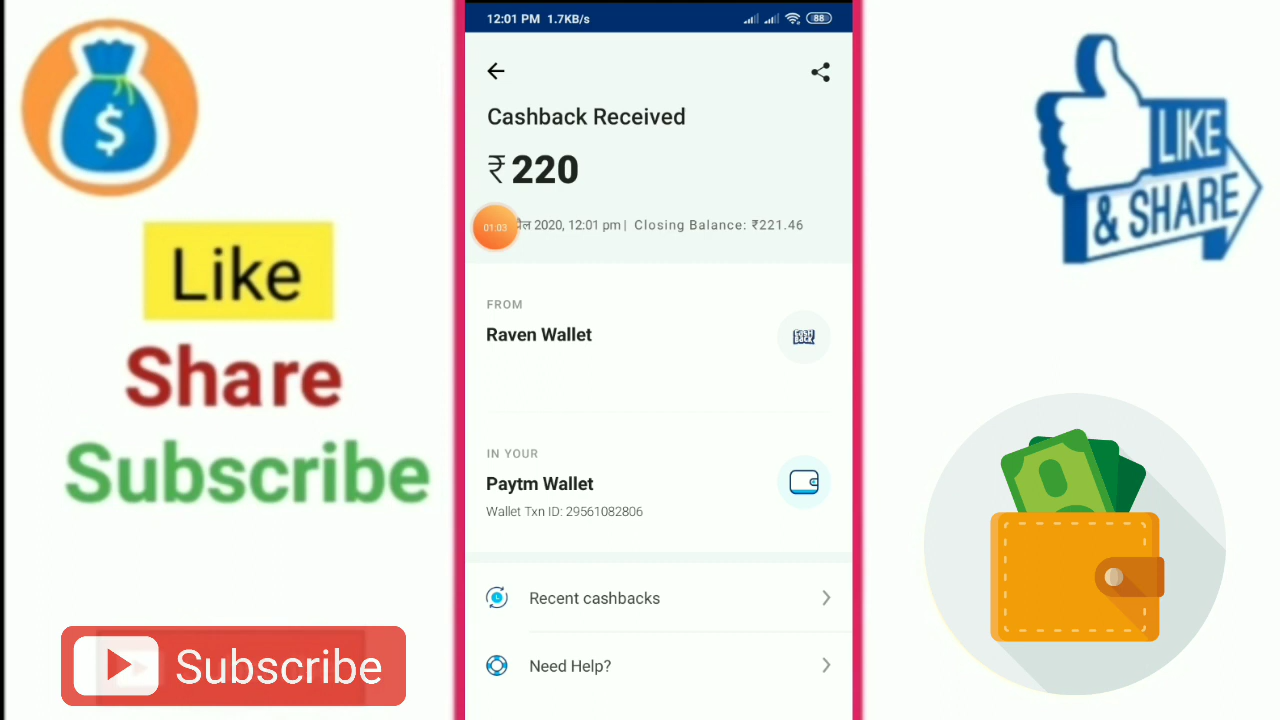 12:01 PM 1.7KB/s 88
Cashback Received
₹220
2020, 12:01 pm | Closing Balance: ₹221.46
01:03
FROM
Raven Wallet
CASH
BACK
IN YOUR
Paytm Wallet
Wallet Txn ID: 29561082806
Recent cashbacks
Need Help?
$
Like
Share
Subscribe
Subscribe
LIKE
& SHARE